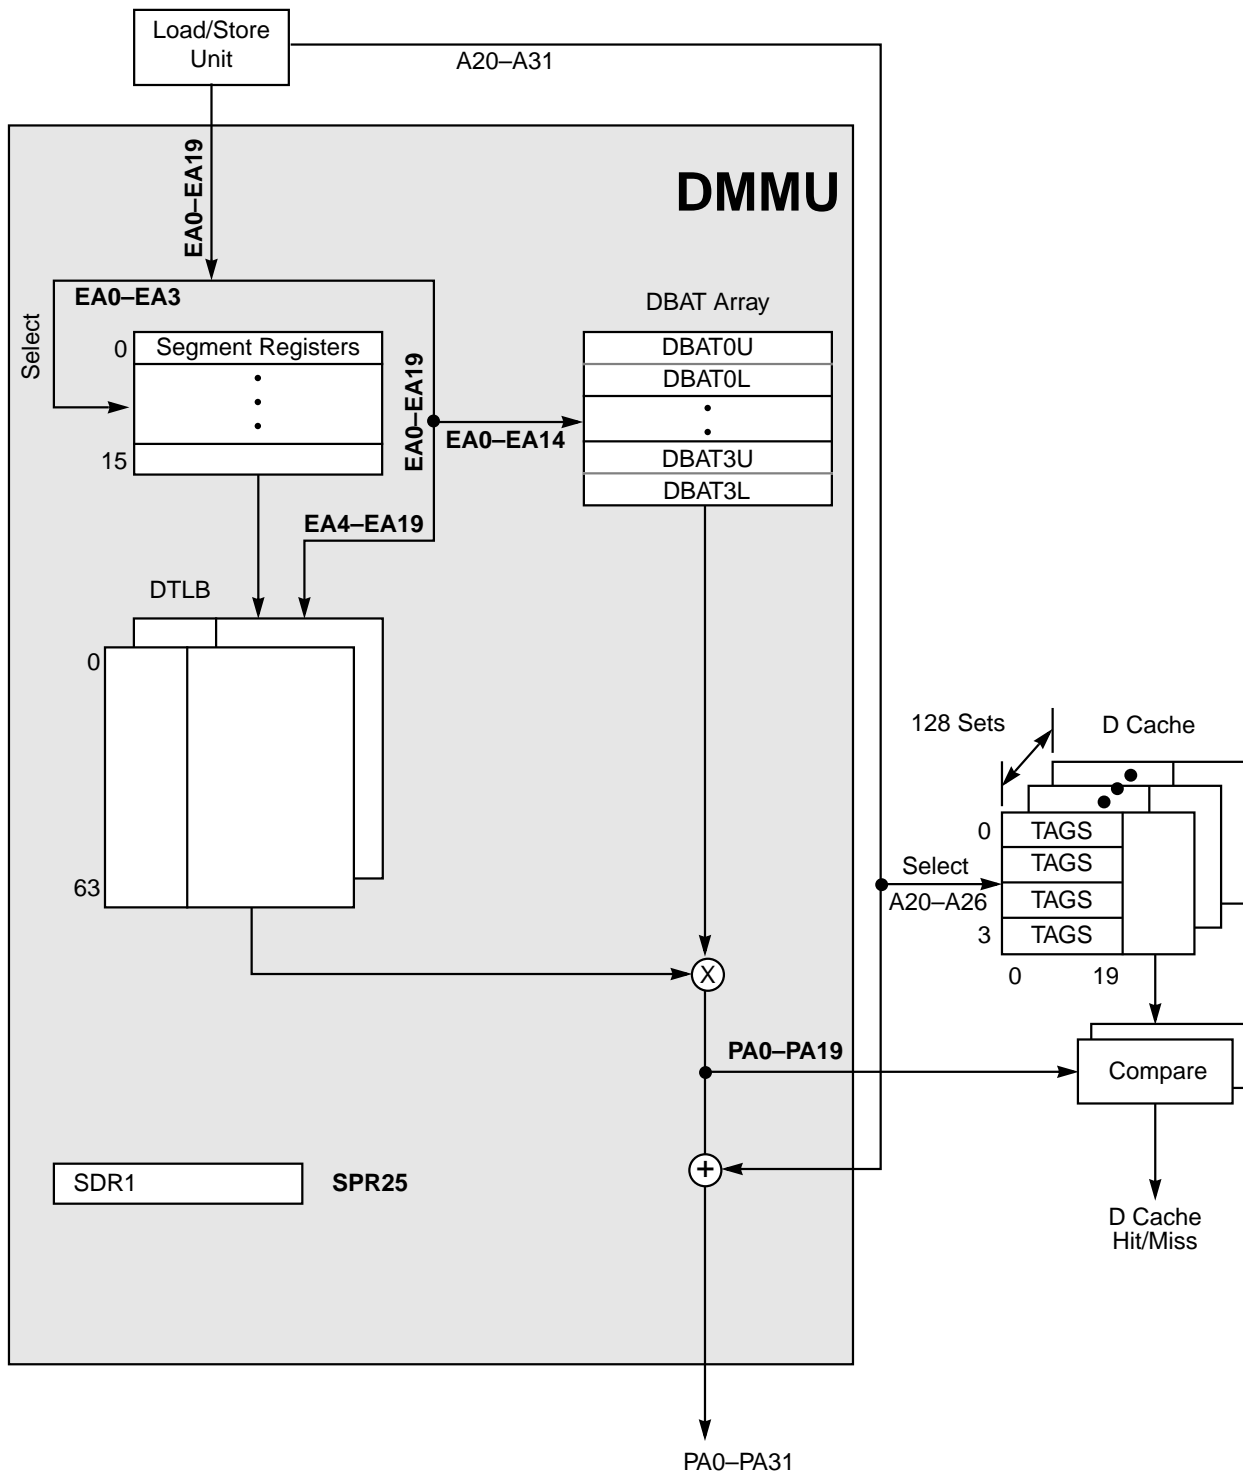 Load/Store
Unit
A20–A31
EA0–EA19
DMMU
EA0–EA3
Select
DBAT Array
0
Segment Registers
15
EA0–EA19
EA0–EA14
DBAT0U
DBAT0L
DBAT3U
DBAT3L
EA4–EA19
DTLB
0
63
128 Sets
D Cache
0
TAGS
TAGS
Select
A20–A26
TAGS
3
TAGS
0
19
X
PA0–PA19
Compare
+
SDR1
SPR25
D Cache
Hit/Miss
PA0–PA31